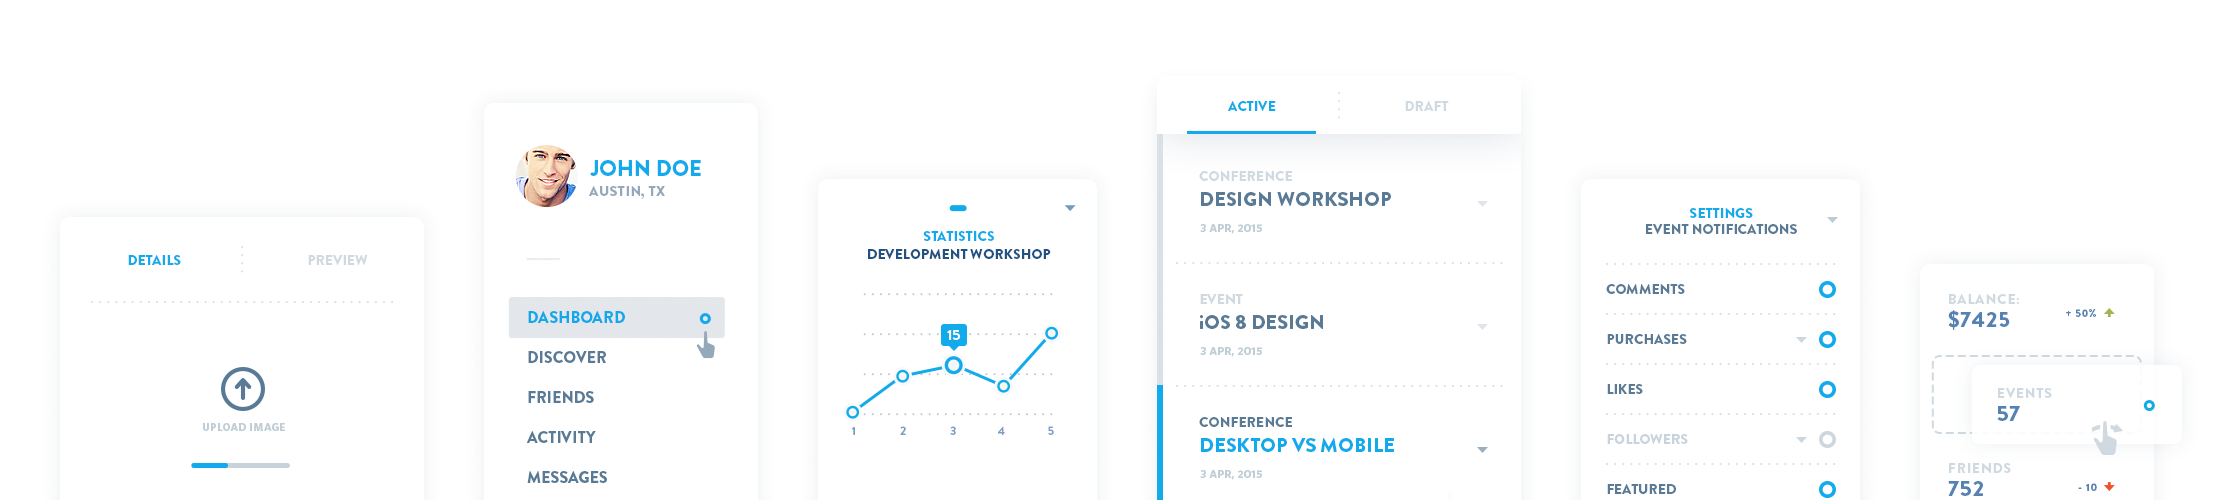 DETAILS
PREVIEW
UPLOAD IMAGE
JOHN DOE
AUSTIN, TX
DASHBOARD
DISCOVER
FRIENDS
ACTIVITY
MESSAGES
STATISTICS
DEVELOPMENT WORKSHOP
15
1 2 3 4 5
ACTIVE
DRAFT
CONFERENCE
DESIGN WORKSHOP
3 APR, 2015
EVENT
iOS 8 DESIGN
3 APR, 2015
CONFERENCE
DESKTOP VS MOBILE
3 APR, 2015
SETTINGS
EVENT NOTIFICATIONS
COMMENTS
PURCHASES
LIKES
FOLLOWERS
FEATURED
BALANCE:
$7425
+ 50%
EVENTS
57
FRIENDS
752
- 10